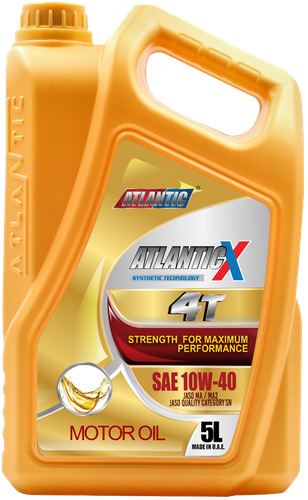 ATLANTIC
ATLANTIC
ATLANTIC X
SYNTHETIC TECHNOLOGY
4T
STRENGTH FOR MAXIMUM
PERFORMANCE
SAE 10W-40
JASO MA / MA2
JASO QUALITY CATEGORY SN
MOTOR OIL
5L
MADE IN U.A.E.